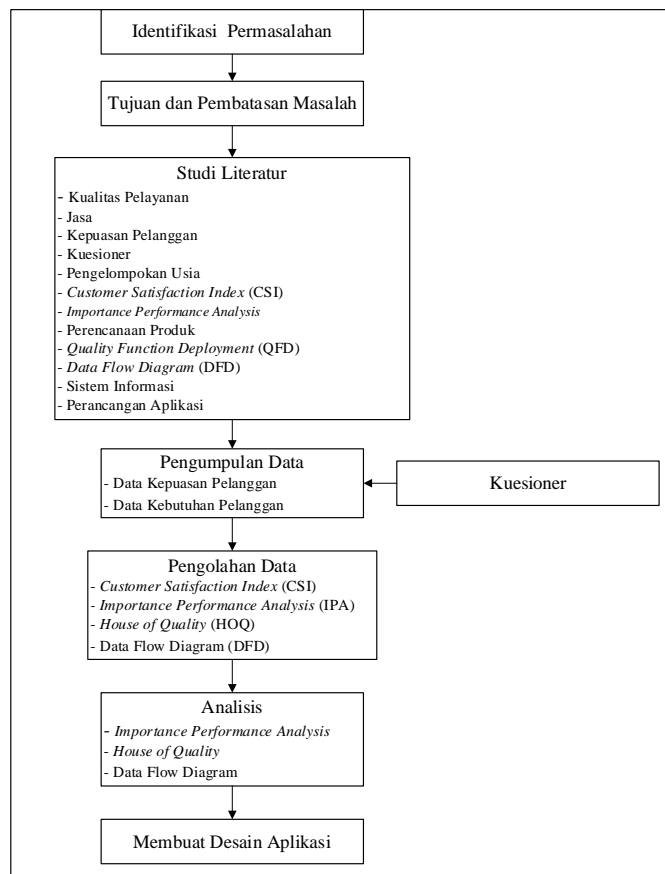 Identifikasi Permasalahan
Tujuan dan Pembatasan Masalah
Studi Literatur
- Kualitas Pelayanan
- Jasa
- Kepuasan Pelanggan
- Kuesioner
- Pengelompokan Usia
- Customer Satisfaction Index (CSI)
- Importance Performance Analysis
- Perencanaan Produk
- Quality Function Deployment (QFD)
- Data Flow Diagram (DFD)
- Sistem Informasi
- Perancangan Aplikasi
Pengumpulan Data
- Data Kepuasan Pelanggan
- Data Kebutuhan Pelanggan
Kuesioner
Pengolahan Data
- Customer Satisfaction Index (CSI)
- Importance Performance Analysis (IPA)
- House of Quality (HOQ)
- Data Flow Diagram (DFD)
Analisis
- Importance Performance Analysis
- House of Quality
- Data Flow Diagram
Membuat Desain Aplikasi